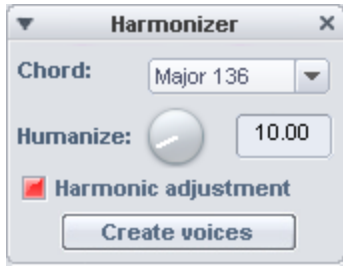 Harmonizer
Chord: Major 136
Humanize: 10.00
Harmonic adjustment
Create voices